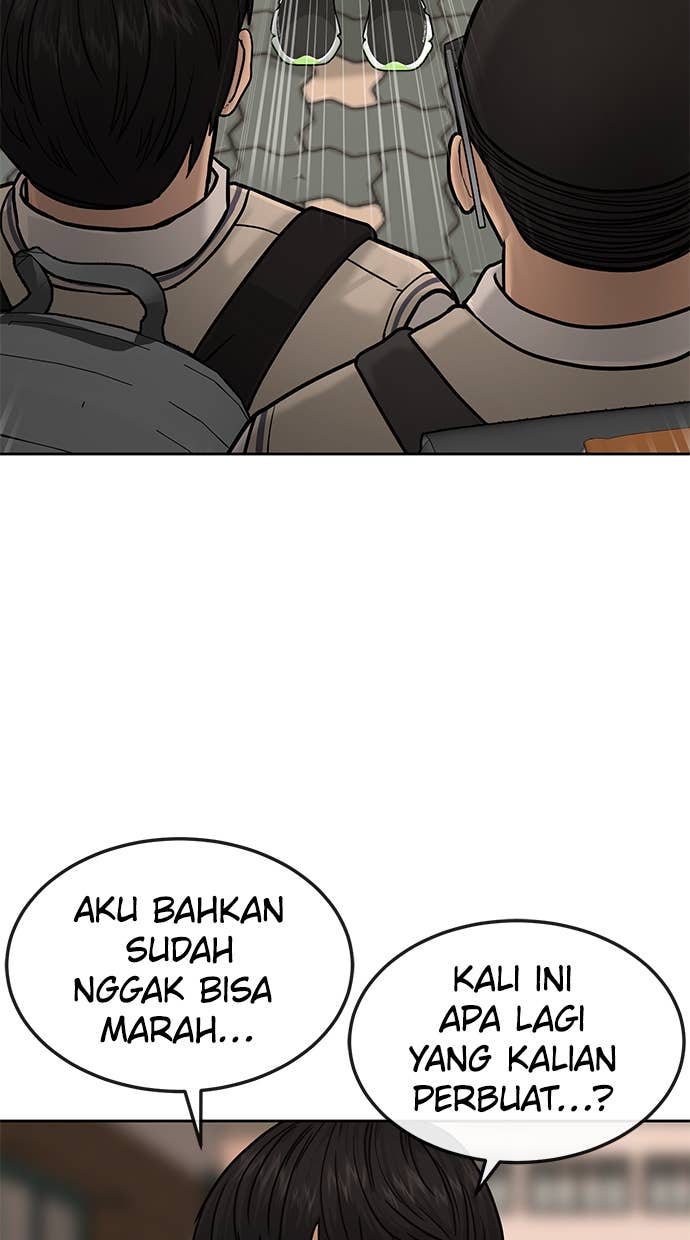 AKU BAHKAN
SUDAH
NGGAK BISA
MARAH...
KALI INI
APA LAGI
YANG KALIAN
PERBUAT...?